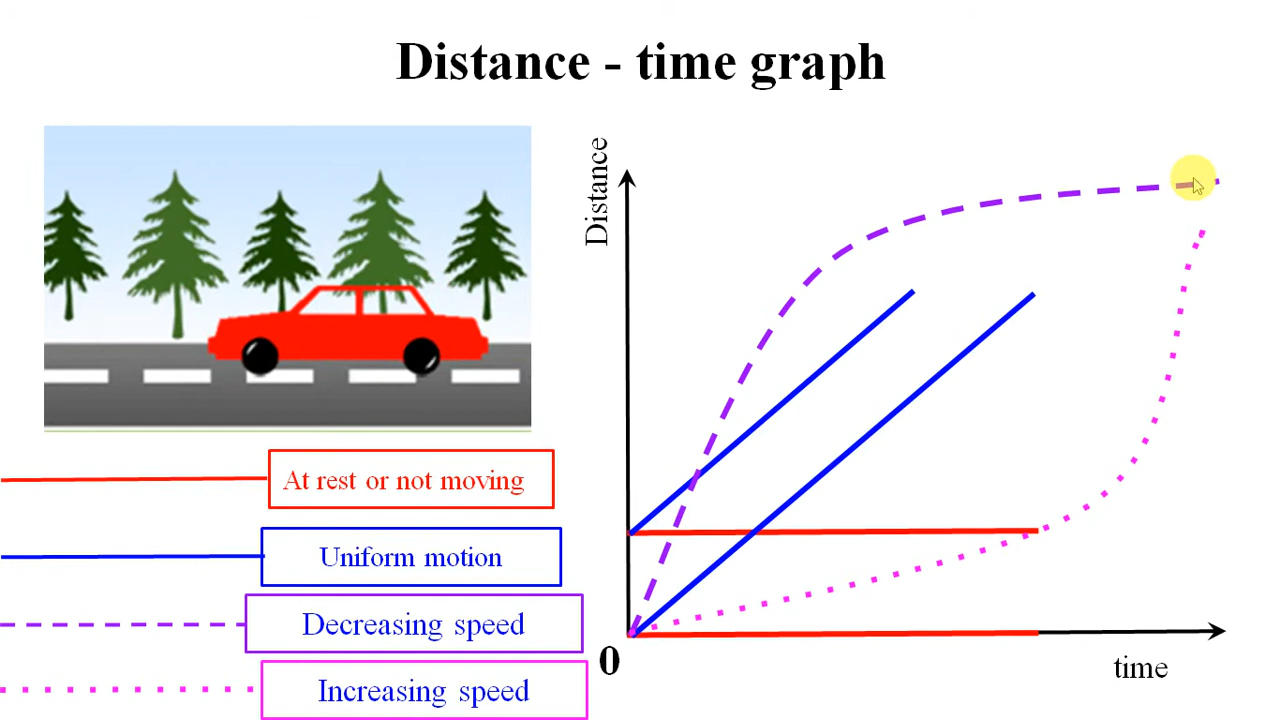 Distance - time graph
Distance
At rest or not moving
Uniform motion
Decreasing speed
Increasing speed
0
time